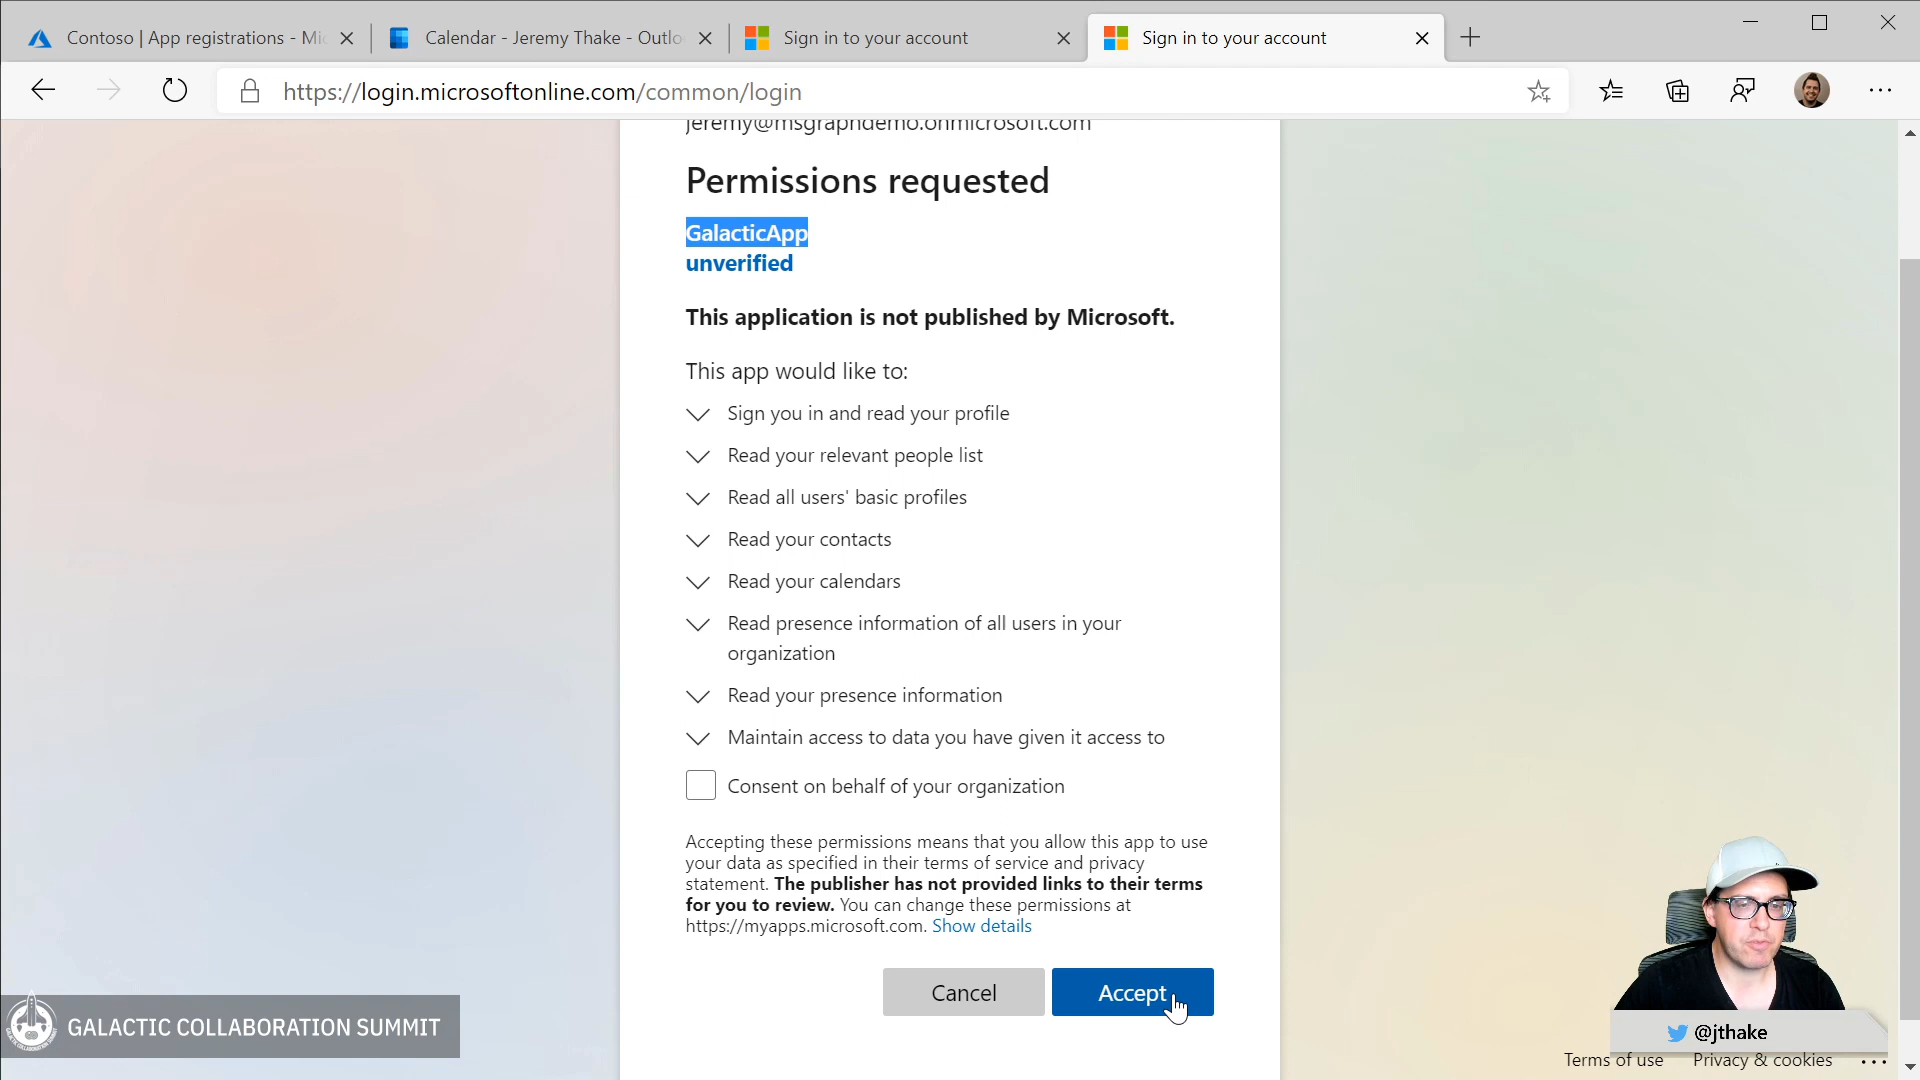 Contoso | App registrations - Mi
Calendar - Jeremy Thake - Outlo
Sign in to your account
Sign in to your account
https://login.microsoftonline.com/common/login
jeremy@msgraphdemo.onmicrosoft.com
Permissions requested
GalacticApp
unverified
This application is not published by Microsoft.
This app would like to:
Sign you in and read your profile
Read your relevant people list
Read all users' basic profiles
Read your contacts
Read your calendars
Read presence information of all users in your
organization
Read your presence information
Maintain access to data you have given it access to
Consent on behalf of your organization
Accepting these permissions means that you allow this app to use
your data as specified in their terms of service and privacy
statement. The publisher has not provided links to their terms
for you to review. You can change these permissions at
https://myapps.microsoft.com. Show details
Cancel
Accept
GALACTIC COLLABORATION SUMMIT
@jthake
Terms of use
Privacy & cookies